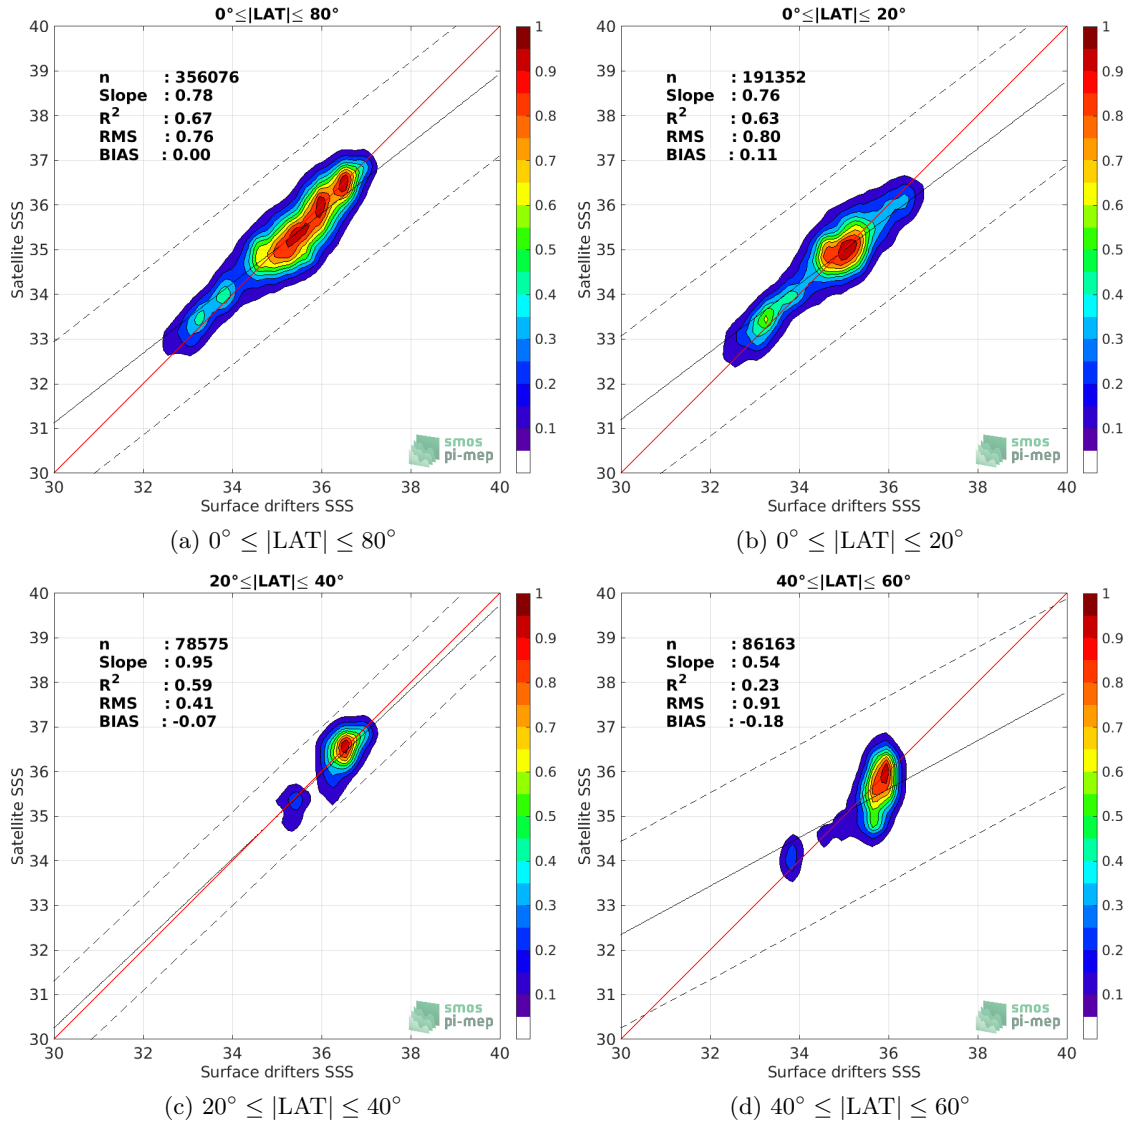 0°≤|LAT|≤ 80°
n : 356076
Slope : 0.78
R² : 0.67
RMS : 0.76
BIAS : 0.00
Satellite SSS
40
39
38
37
36
35
34
33
32
31
30
30 32 34 36 38 40
Surface drifters SSS
1
0.9
0.8
0.7
0.6
0.5
0.4
0.3
0.2
0.1
smos
pi-mep
(a) 0° ≤ |LAT| ≤ 80°
0°≤|LAT|≤ 20°
n : 191352
Slope : 0.76
R² : 0.63
RMS : 0.80
BIAS : 0.11
Satellite SSS
40
39
38
37
36
35
34
33
32
31
30
30 32 34 36 38 40
Surface drifters SSS
1
0.9
0.8
0.7
0.6
0.5
0.4
0.3
0.2
0.1
smos
pi-mep
(b) 0° ≤ |LAT| ≤ 20°
20°≤|LAT|≤ 40°
n : 78575
Slope : 0.95
R² : 0.59
RMS : 0.41
BIAS : -0.07
Satellite SSS
40
39
38
37
36
35
34
33
32
31
30
30 32 34 36 38 40
Surface drifters SSS
1
0.9
0.8
0.7
0.6
0.5
0.4
0.3
0.2
0.1
smos
pi-mep
(c) 20° ≤ |LAT| ≤ 40°
40°≤|LAT|≤ 60°
n : 86163
Slope : 0.54
R² : 0.23
RMS : 0.91
BIAS : -0.18
Satellite SSS
40
39
38
37
36
35
34
33
32
31
30
30 32 34 36 38 40
Surface drifters SSS
1
0.9
0.8
0.7
0.6
0.5
0.4
0.3
0.2
0.1
smos
pi-mep
(d) 40° ≤ |LAT| ≤ 60°